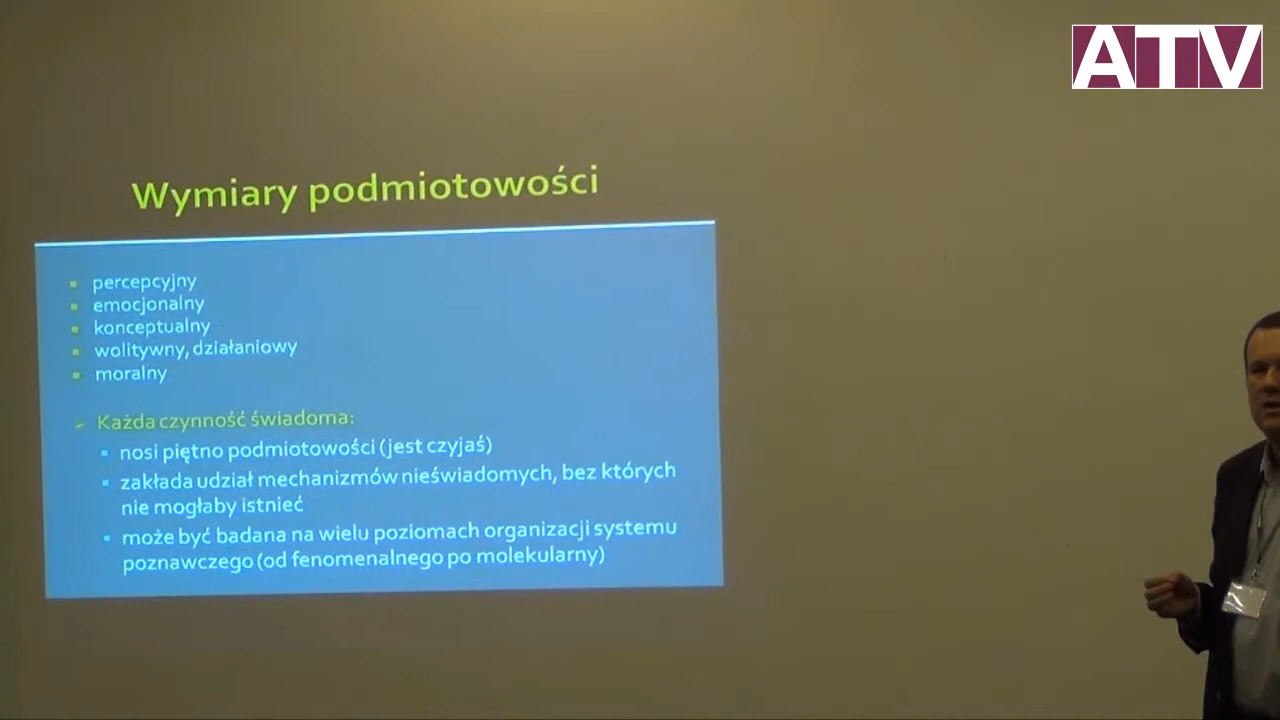 ATV
Wymiary podmiotowości
percepcyjny
emocjonalny
konceptualny
wolitywny, działaniowy
moralny
Każda czynność świadoma:
nosi piętno podmiotowości (jest czyjaś)
zakłada udział mechanizmów nieświadomych, bez których
nie mogłaby istnieć
może być badana na wielu poziomach organizacji systemu
poznawczego (od fenomenalnego po molekularny)